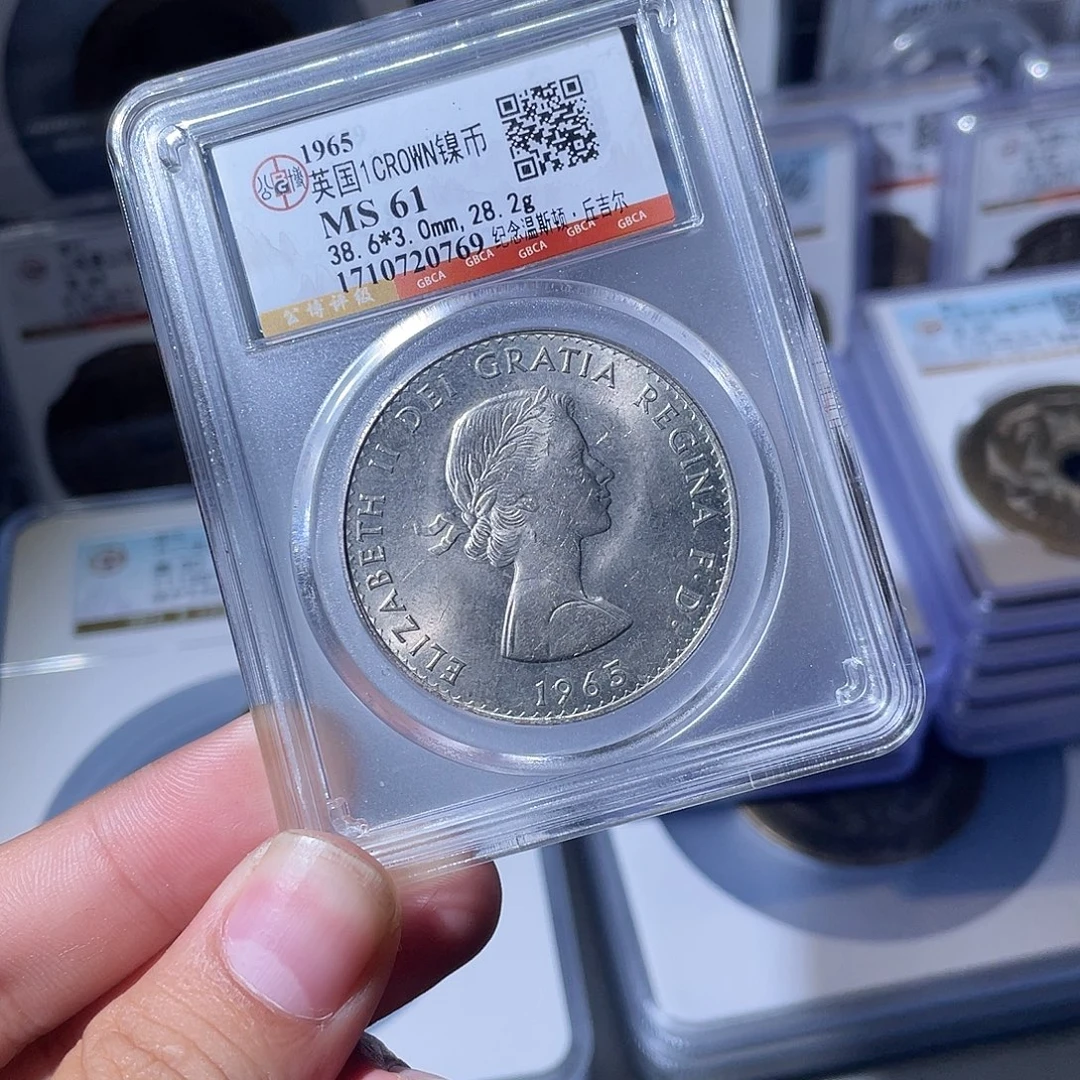 1965
英国1CROWN镍币
MS 61
38.6*3.0mm, 28.2g
1710720769 纪念温斯顿·丘吉尔
公博评级
GBCA GBCA GBCA GBCA GBCA
ELIZABETH II DEI GRATIA REGINA F·D·
1965